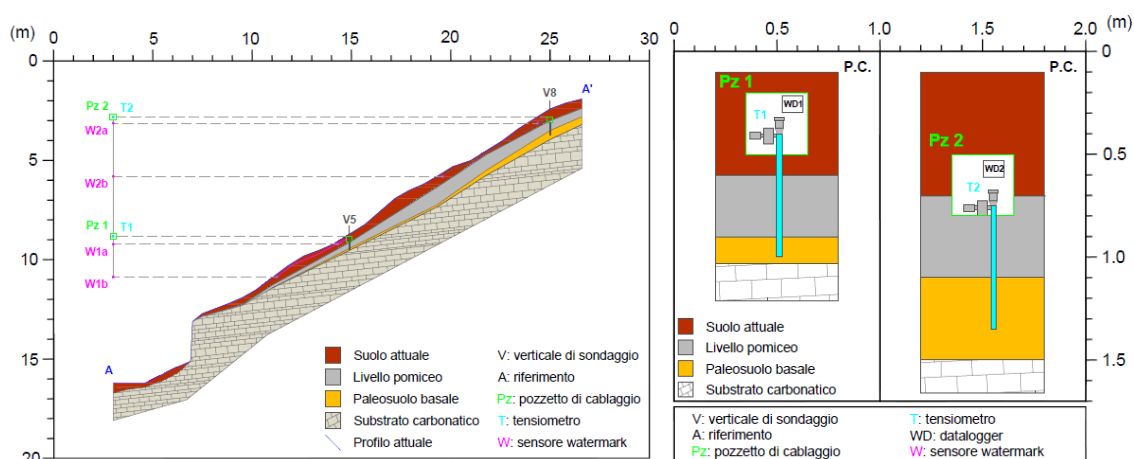 (m)
0
5
10
15
20
25
30
0
5
10
15
20
Pz 2 T2
W2a
W2b
Pz 1 T1
W1a
W1b
V8
A'
V5
A
Suolo attuale
Livello pomiceo
Paleosuolo basale
Substrato carbonatico
Profilo attuale
V: verticale di sondaggio
A: riferimento
Pz: pozzetto di cablaggio
T: tensiometro
W: sensore watermark
0
0.5
1.0
1.5
2.0
(m)
0
0.5
1.0
1.5
P.C.
Pz 1
WD1
T1
P.C.
Pz 2
WD2
T2
Suolo attuale
Livello pomiceo
Paleosuolo basale
Substrato carbonatico
V: verticale di sondaggio
A: riferimento
Pz: pozzetto di cablaggio
T: tensiometro
WD: datalogger
W: sensore watermark